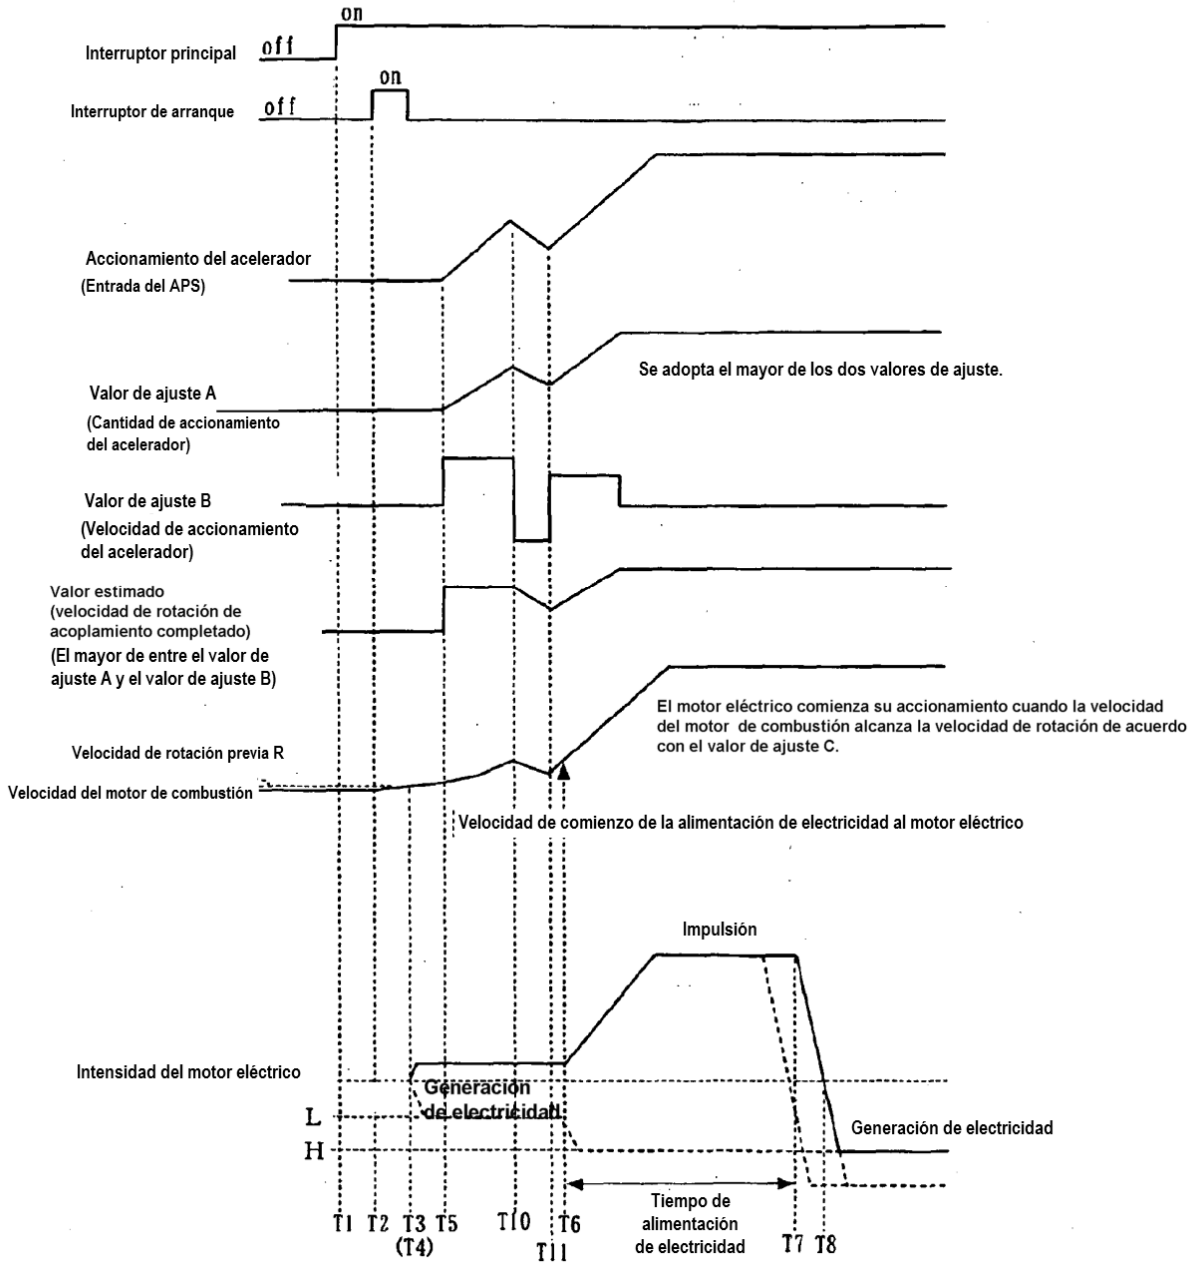 on
Interruptor principal
off
on
Interruptor de arranque
off
Accionamiento del acelerador
(Entrada del APS)
Se adopta el mayor de los dos valores de ajuste.
Valor de ajuste A
(Cantidad de accionamiento
del acelerador)
Valor de ajuste B
(Velocidad de accionamiento
del acelerador)
Valor estimado
(velocidad de rotación de
acoplamiento completado)
(El mayor de entre el valor de
ajuste A y el valor de ajuste B)
El motor eléctrico comienza su accionamiento cuando la velocidad
del motor de combustión alcanza la velocidad de rotación de acuerdo
con el valor de ajuste C.
Velocidad de rotación previa R
Velocidad del motor de combustión
Velocidad de comienzo de la alimentación de electricidad al motor eléctrico
Impulsión
Intensidad del motor eléctrico
Generación
de electricidad
L
Generación de electricidad
H
Tiempo de
alimentación
de electricidad
T1
T2
T3
(T4)
T5
T10
T11
T6
T7
T8